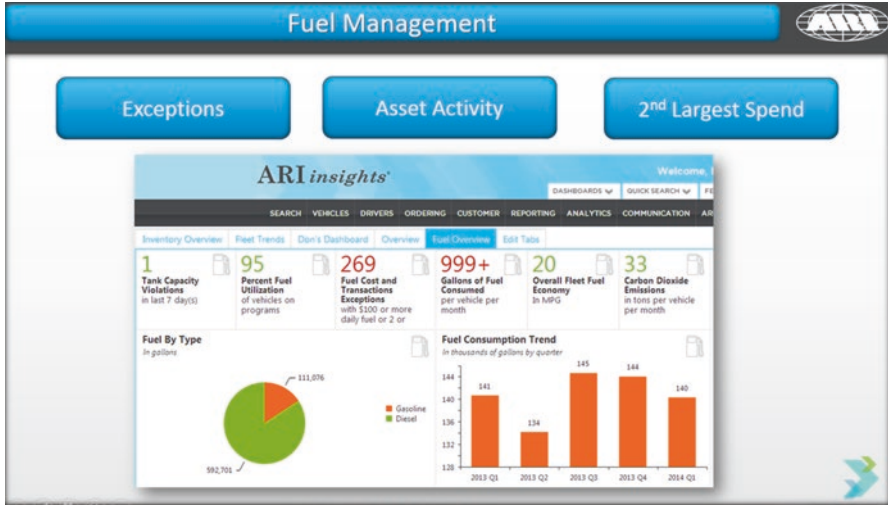 Fuel Management
ARI
Exceptions
Asset Activity
2nd Largest Spend
ARI insights
Welcome,
DASHBOARDS
QUICK SEARCH
SEARCH VEHICLES DRIVERS ORDERING CUSTOMER REPORTING ANALYTICS COMMUNICATION AR
Inventory Overview Fleet Trends Don's Dashboard Overview Fuel Overview Edit Tabs
1
Tank Capacity
Violations
in last 7 day(s)
95
Percent Fuel
Utilization
of vehicles on
programs
269
Fuel Cost and
Transactions
Exceptions
with $100 or more
daily fuel or 2 or
999+
Gallons of Fuel
Consumed
per vehicle per
month
20
Overall Fleet Fuel
Economy
In MPG
33
Carbon Dioxide
Emissions
in tons per vehicle
per month
Fuel By Type
In gallons
111,076
592,701
Gasoline
Diesel
Fuel Consumption Trend
In thousands of gallons by quarter
144
140
136
132
128
141
134
145
144
140
2013 Q1 2013 Q2 2013 Q3 2013 Q4 2014 Q1